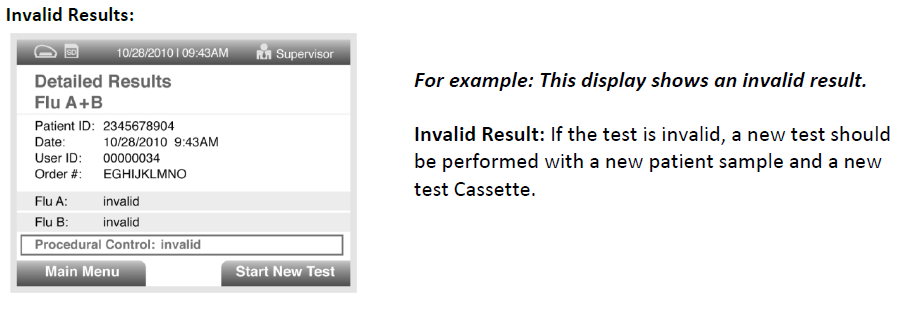 Invalid Results:
SD
10/28/2010 I 09:43AM
Supervisor
Detailed Results
Flu A+B
Patient ID: 2345678904
Date: 10/28/2010 9:43AM
User ID: 00000034
Order #: EGHIJKLMNO
Flu A: invalid
Flu B: invalid
Procedural Control: invalid
Main Menu
Start New Test
For example: This display shows an invalid result.
Invalid Result: If the test is invalid, a new test should
be performed with a new patient sample and a new
test Cassette.